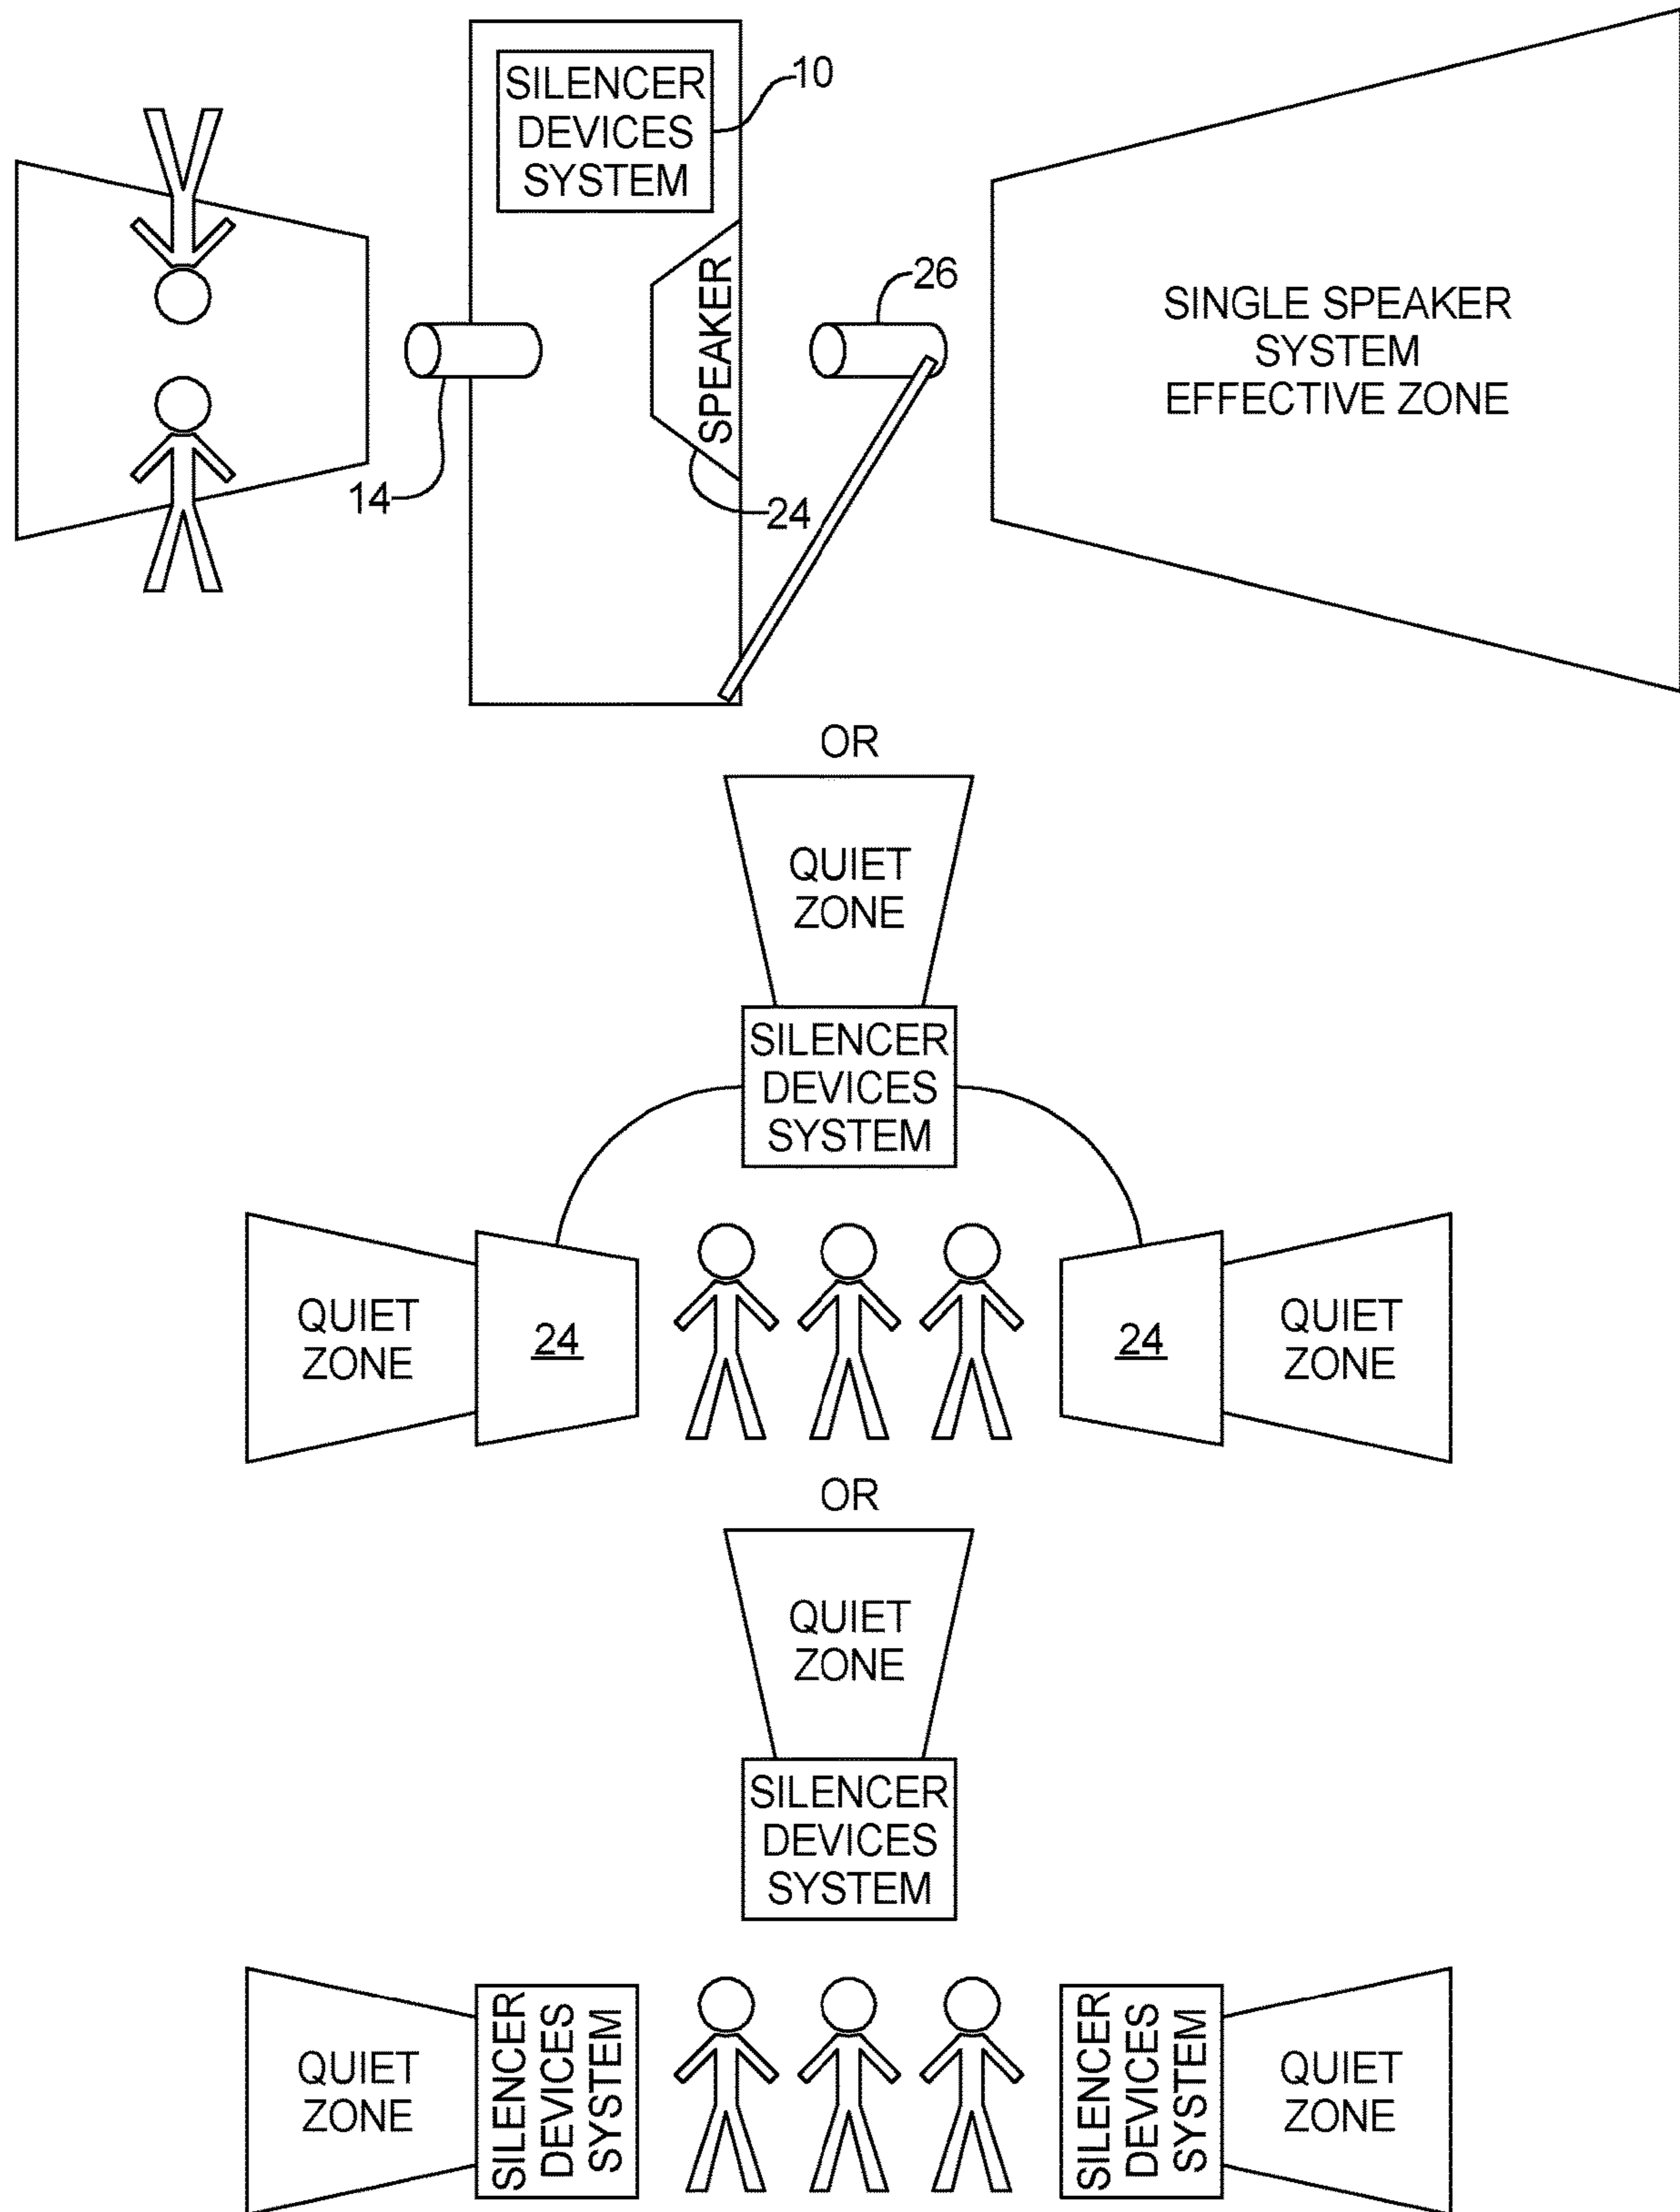 SILENCER
DEVICES
SYSTEM
10
SPEAKER
26
14
24
SINGLE SPEAKER
SYSTEM
EFFECTIVE ZONE
OR
QUIET
ZONE
SILENCER
DEVICES
SYSTEM
QUIET
ZONE
24
24
QUIET
ZONE
OR
QUIET
ZONE
SILENCER
DEVICES
SYSTEM
QUIET
ZONE
SILENCER
DEVICES
SYSTEM
SILENCER
DEVICES
SYSTEM
QUIET
ZONE